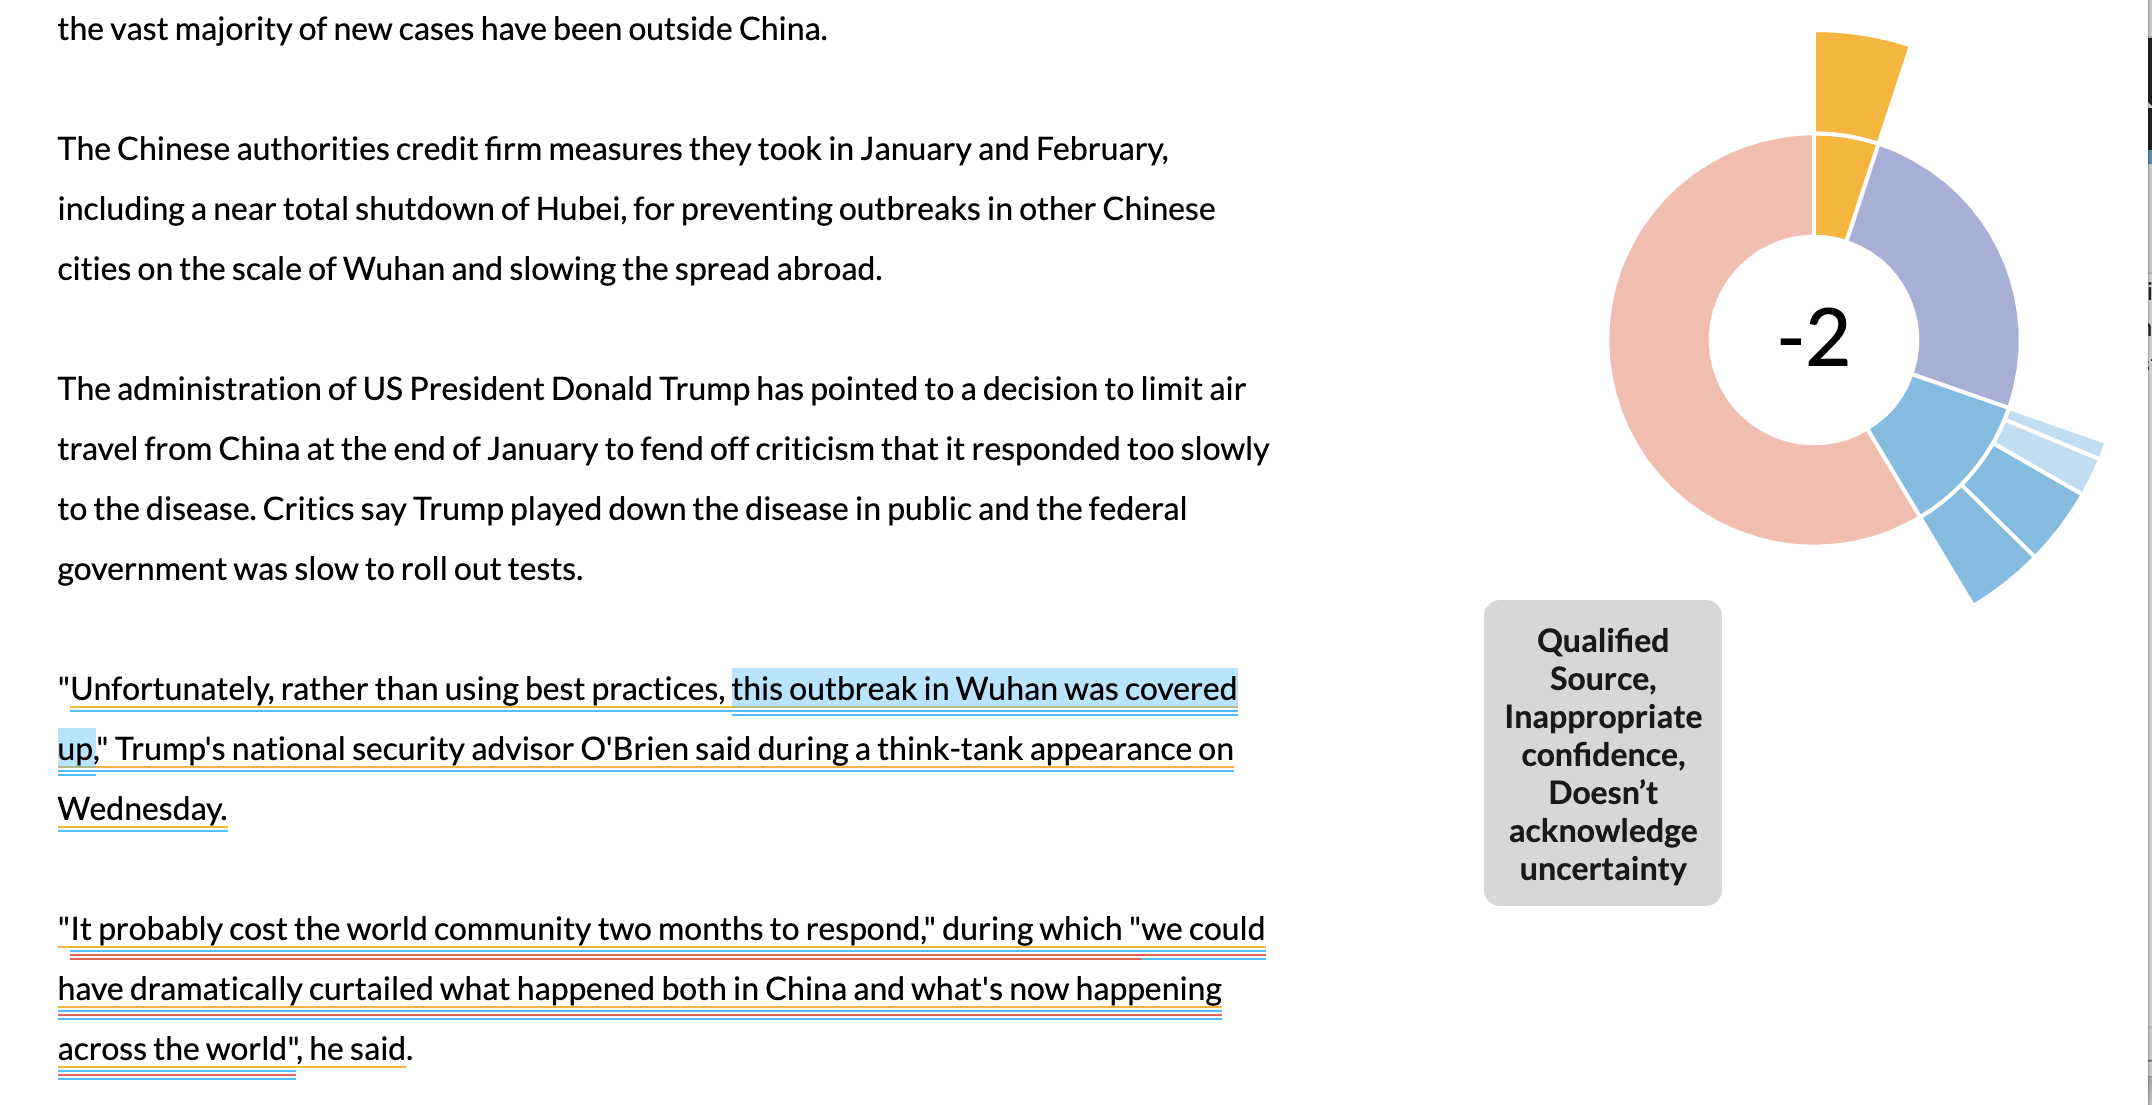 the vast majority of new cases have been outside China.
The Chinese authorities credit firm measures they took in January and February,
including a near total shutdown of Hubei, for preventing outbreaks in other Chinese
cities on the scale of Wuhan and slowing the spread abroad.
The administration of US President Donald Trump has pointed to a decision to limit air
travel from China at the end of January to fend off criticism that it responded too slowly
to the disease. Critics say Trump played down the disease in public and the federal
government was slow to roll out tests.
"Unfortunately, rather than using best practices, this outbreak in Wuhan was covered
up," Trump's national security advisor O'Brien said during a think-tank appearance on
Wednesday.
"It probably cost the world community two months to respond," during which "we could
have dramatically curtailed what happened both in China and what's now happening
across the world", he said.
-2
Qualified
Source,
Inappropriate
confidence,
Doesn’t
acknowledge
uncertainty